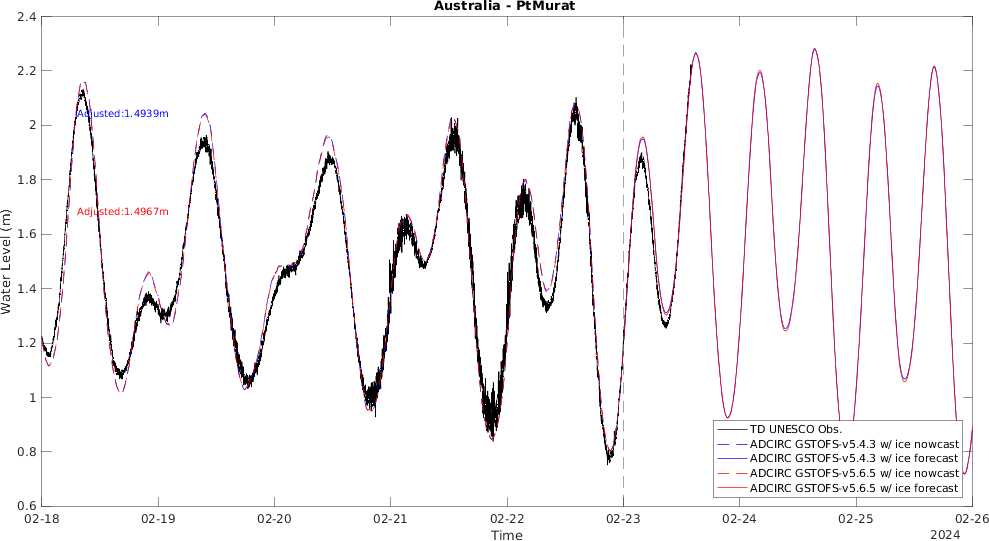 Australia - PtMurat
2.4
2.2
2
1.8
1.6
1.4
1.2
1
0.8
0.6
Water Level (m)
Adjusted:1.4939m
Adjusted:1.4967m
TD UNESCO Obs.
ADCIRC GSTOFS-v5.4.3 w/ ice nowcast
ADCIRC GSTOFS-v5.4.3 w/ ice forecast
ADCIRC GSTOFS-v5.6.5 w/ ice nowcast
ADCIRC GSTOFS-v5.6.5 w/ ice forecast
02-18 02-19 02-20 02-21 02-22 02-23 02-24 02-25 02-26
Time
2024